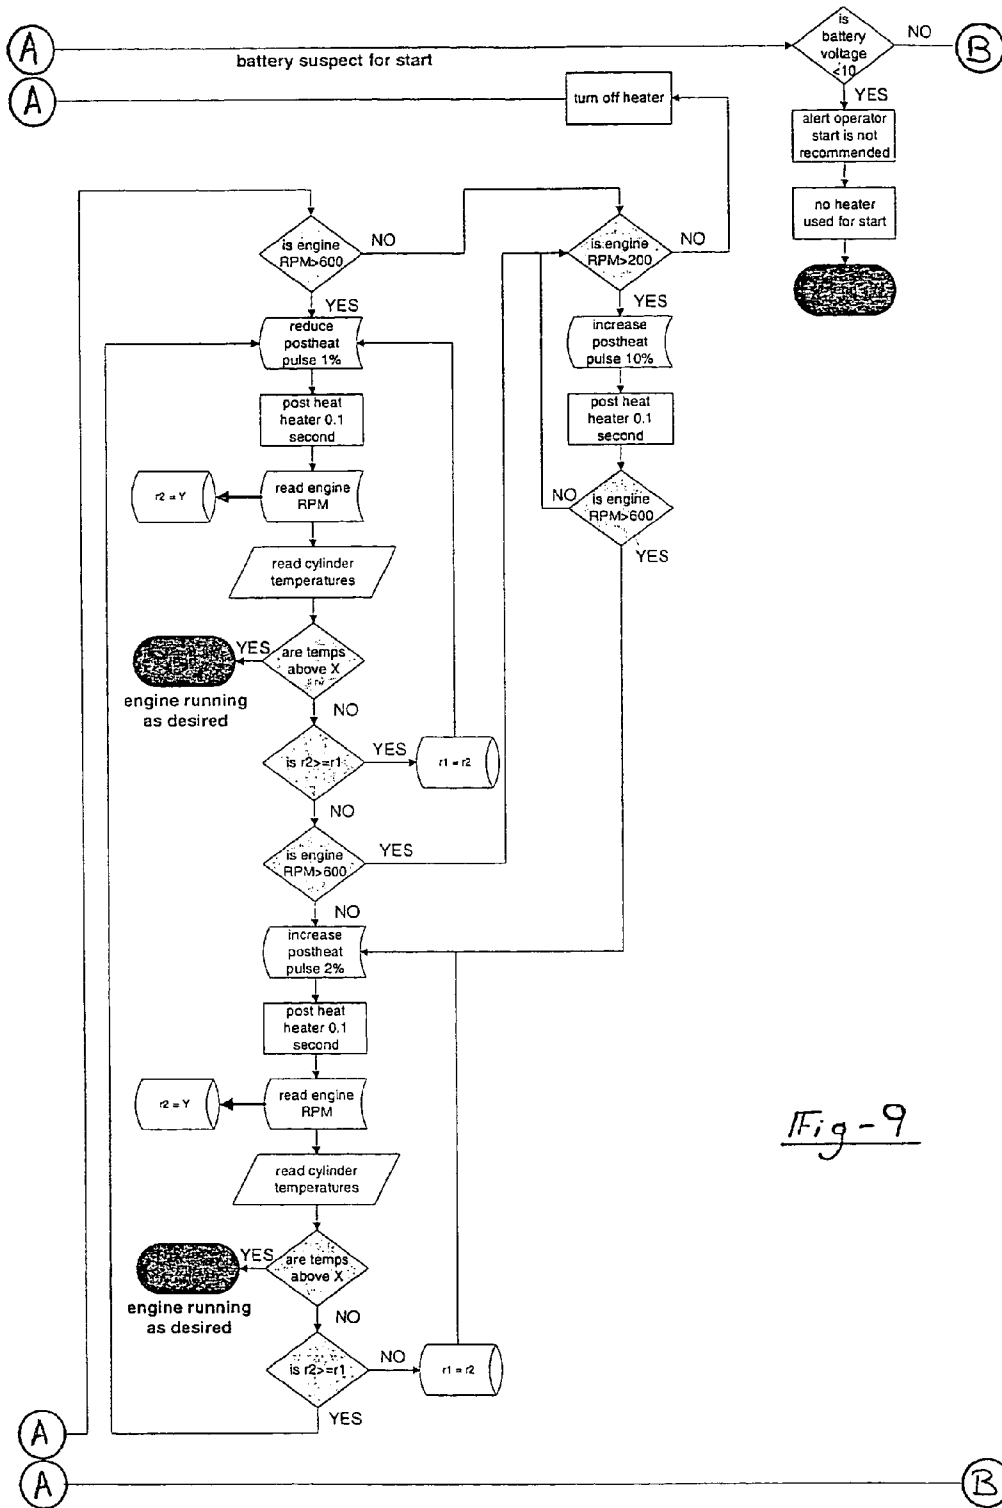 A
battery suspect for start
is
battery
voltage
<10
NO
B
YES
A
turn off heater
alert operator
start is not
recommended
no heater
used for start
is engine
RPM>600
NO
YES
is engine
RPM>200
NO
YES
reduce
postheat
pulse 1%
increase
postheat
pulse 10%
post heat
heater 0.1
second
post heat
heater 0.1
second
r2 = Y
read engine
RPM
NO
is engine
RPM>600
YES
read cylinder
temperatures
YES
are temps
above X
engine running
as desired
NO
is r2>=r1
YES
r1 = r2
NO
is engine
RPM>600
YES
NO
increase
postheat
pulse 2%
post heat
heater 0.1
second
r2 = Y
read engine
RPM
Fig-9
read cylinder
temperatures
YES
are temps
above X
engine running
as desired
NO
is r2>=r1
NO
r1 = r2
YES
A
A
B